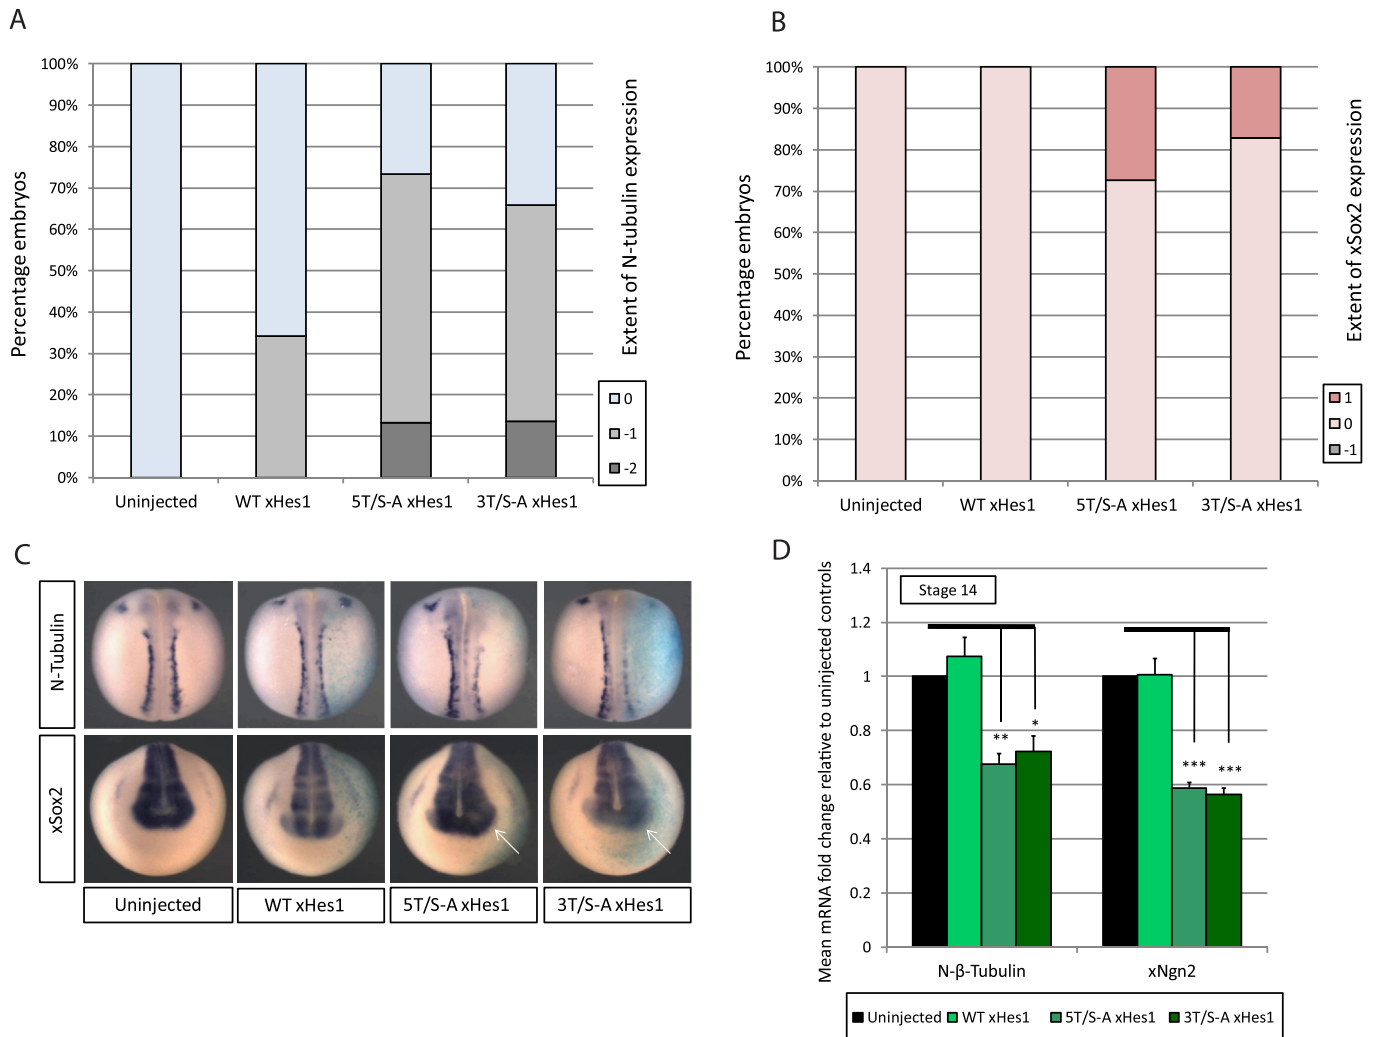 A
100%
90%
80%
70%
60%
50%
40%
30%
20%
10%
0%
Percentage embryos
Uninjected
WT xHes1
5T/S-A xHes1
3T/S-A xHes1
Extent of N-tubulin expression
0
-1
-2
B
100%
90%
80%
70%
60%
50%
40%
30%
20%
10%
0%
Percentage embryos
Uninjected
WT xHes1
5T/S-A xHes1
3T/S-A xHes1
Extent of xSox2 expression
1
0
-1
C
N-Tubulin
xSox2
Uninjected
WT xHes1
5T/S-A xHes1
3T/S-A xHes1
D
Mean mRNA fold change relative to uninjected controls
1.4
1.2
1
0.8
0.6
0.4
0.2
0
Stage 14
**
*
***
***
N-β-Tubulin
xNgn2
Uninjected
WT xHes1
5T/S-A xHes1
3T/S-A xHes1